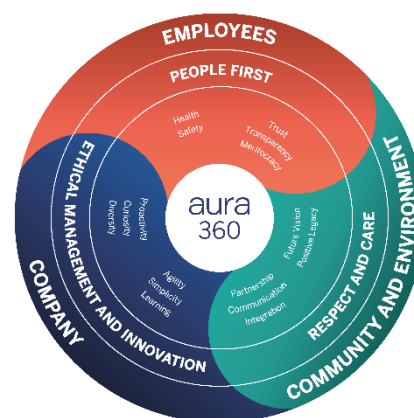 EMPLOYEES
PEOPLE FIRST
Health
Safety
Trust
Transparency
Meritocracy
COMMUNITY AND ENVIRONMENT
RESPECT AND CARE
Future Vision
Positive Legacy
Partnership
Communication
Integration
COMPANY
ETHICAL MANAGEMENT AND INNOVATION
Proactivity
Curiosity
Diversity
Agility
Simplicity
Learning
aura
360